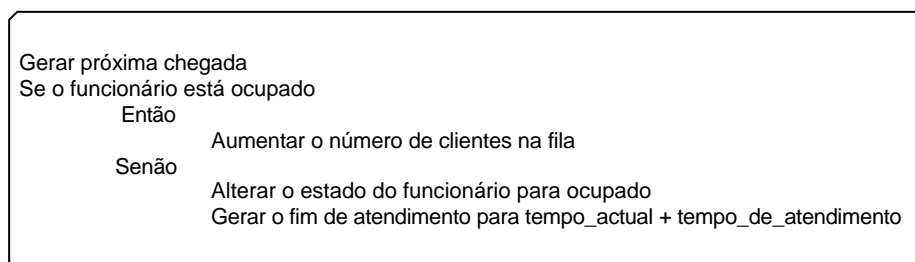 Gerar próxima chegada
Se o funcionário está ocupado
Então
Aumentar o número de clientes na fila
Senão
Alterar o estado do funcionário para ocupado
Gerar o fim de atendimento para tempo_actual + tempo_de_atendimento